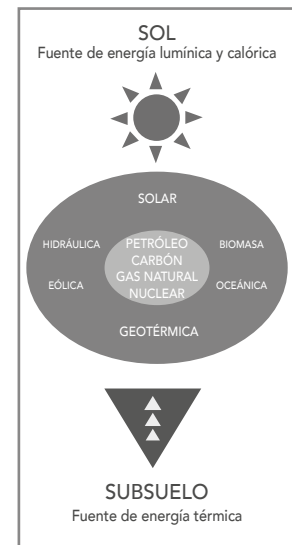 SOL
Fuente de energía lumínica y calórica
SOLAR
HIDRÁULICA
PETRÓLEO
BIOMASA
CARBÓN
GAS NATURAL
EÓLICA
NUCLEAR
OCEÁNICA
GEOTÉRMICA
SUBSUELO
Fuente de energía térmica